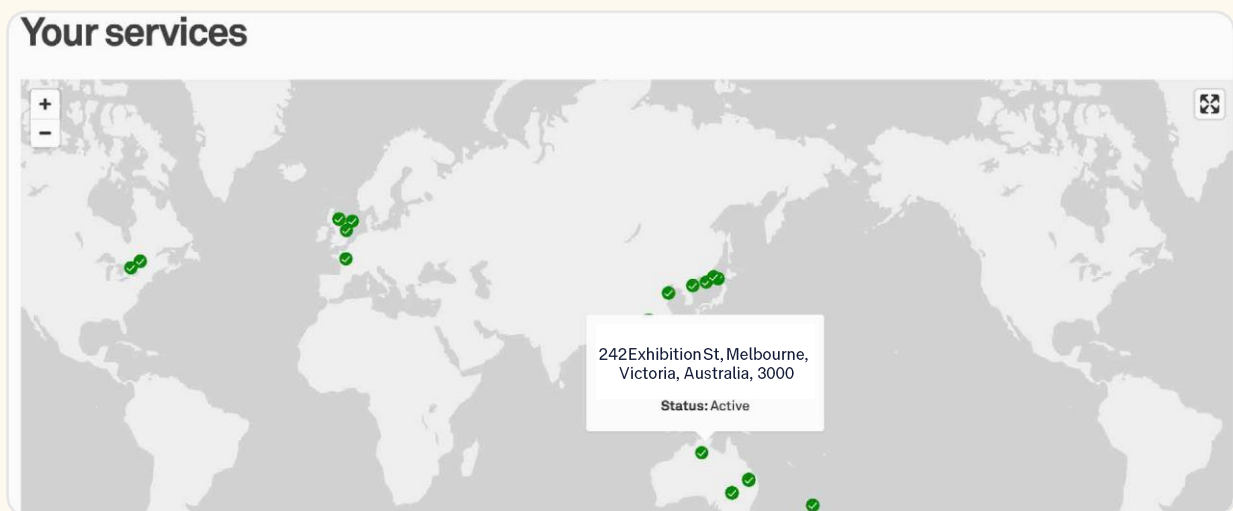 Your services
+
−
242 Exhibition St, Melbourne,
Victoria, Australia, 3000
Status: Active